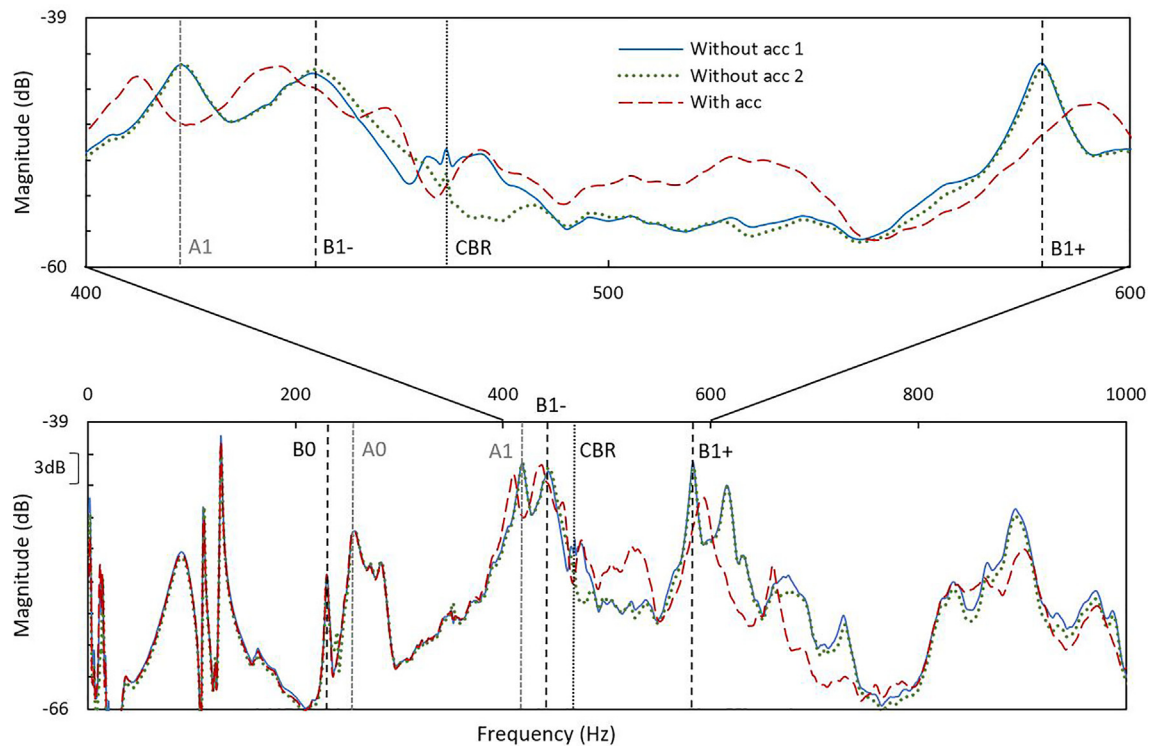 -39
Magnitude (dB)
Without acc 1
Without acc 2
With acc
A1
B1-
CBR
B1+
-60
400
500
600
0
200
400
600
800
1000
B1-
-39
3dB
B0
A0
A1
CBR
B1+
Magnitude (dB)
-66
Frequency (Hz)